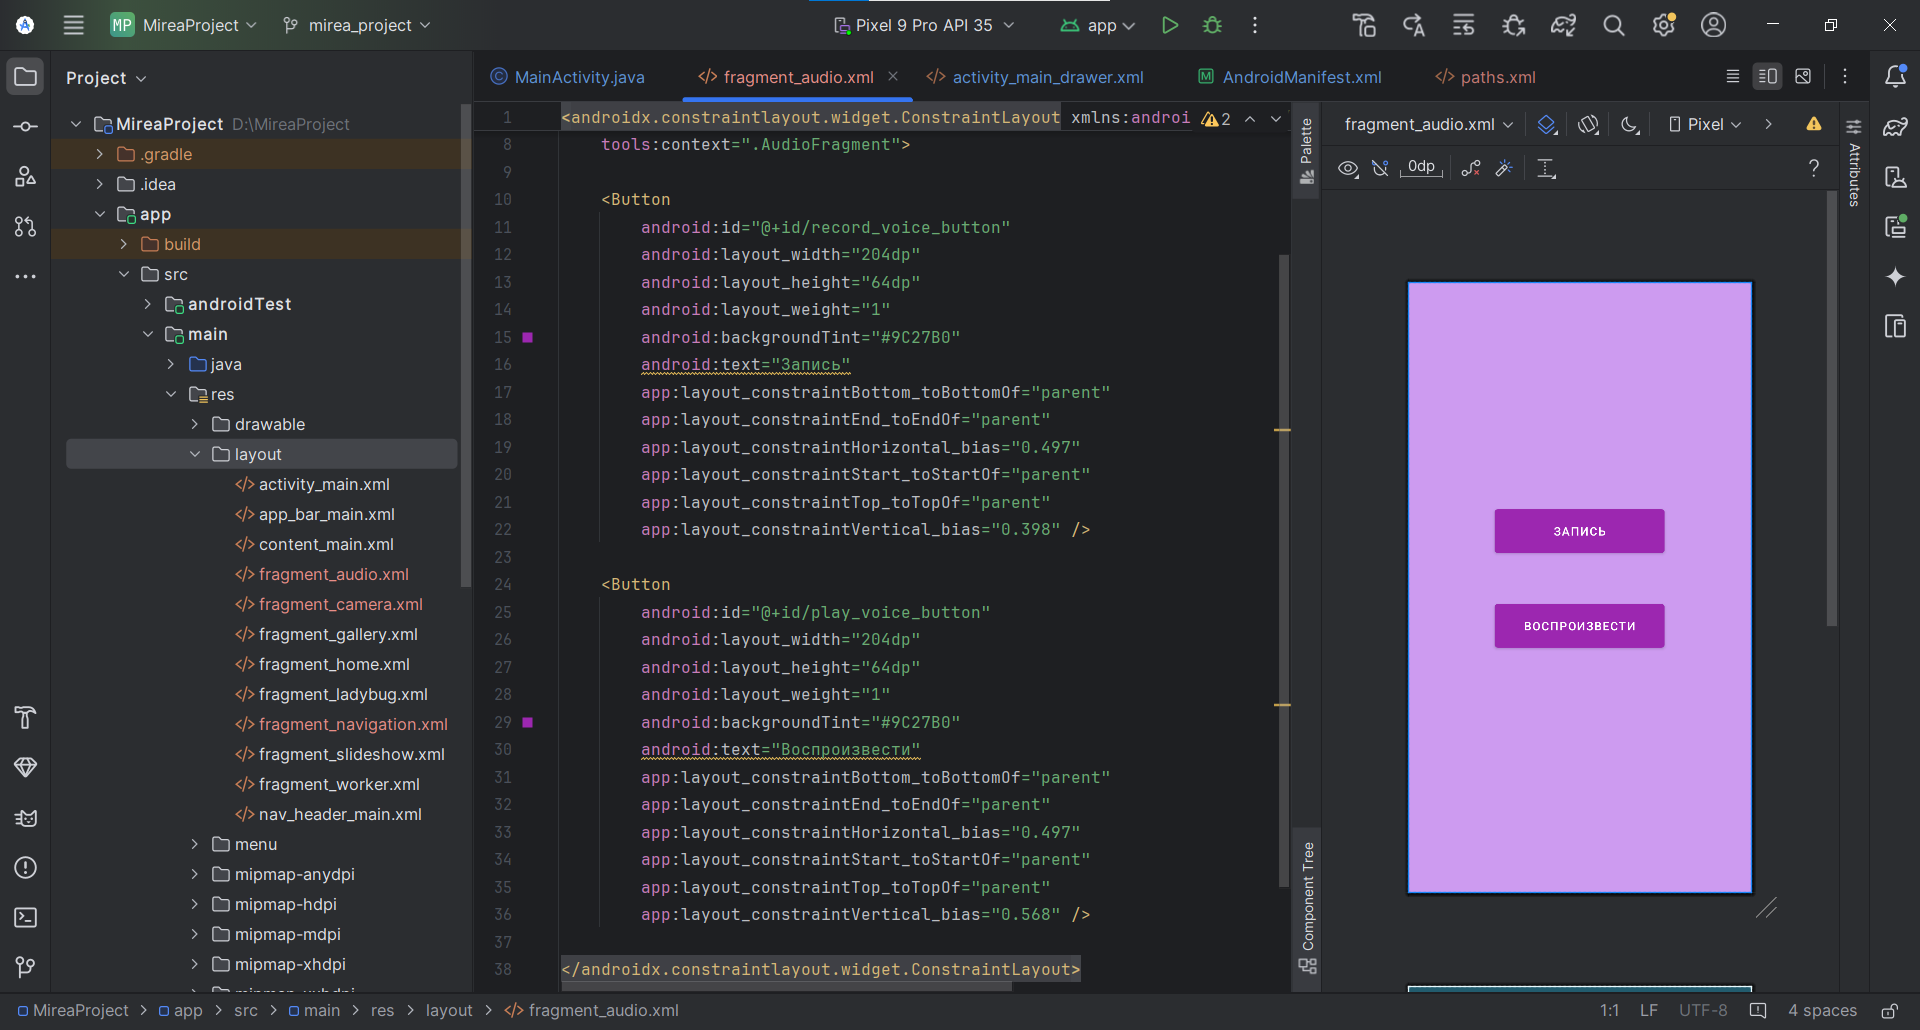 MP MireaProject mirea_project Pixel 9 Pro API 35 app
Project
MainActivity.java fragment_audio.xml activity_main_drawer.xml AndroidManifest.xml paths.xml
MireaProject D:\MireaProject
.gradle
.idea
app
build
src
androidTest
main
java
res
drawable
layout
activity_main.xml
app_bar_main.xml
content_main.xml
fragment_audio.xml
fragment_camera.xml
fragment_gallery.xml
fragment_home.xml
fragment_ladybug.xml
fragment_navigation.xml
fragment_slideshow.xml
fragment_worker.xml
nav_header_main.xml
menu
mipmap-anydpi
mipmap-hdpi
mipmap-mdpi
mipmap-xhdpi
1 <androidx.constraintlayout.widget.ConstraintLayout xmlns:androi 2
8 tools:context=".AudioFragment">
9
10 <Button
11 android:id="@+id/record_voice_button"
12 android:layout_width="204dp"
13 android:layout_height="64dp"
14 android:layout_weight="1"
15 android:backgroundTint="#9C27B0"
16 android:text="Запись"
17 app:layout_constraintBottom_toBottomOf="parent"
18 app:layout_constraintEnd_toEndOf="parent"
19 app:layout_constraintHorizontal_bias="0.497"
20 app:layout_constraintStart_toStartOf="parent"
21 app:layout_constraintTop_toTopOf="parent"
22 app:layout_constraintVertical_bias="0.398" />
23
24 <Button
25 android:id="@+id/play_voice_button"
26 android:layout_width="204dp"
27 android:layout_height="64dp"
28 android:layout_weight="1"
29 android:backgroundTint="#9C27B0"
30 android:text="Воспроизвести"
31 app:layout_constraintBottom_toBottomOf="parent"
32 app:layout_constraintEnd_toEndOf="parent"
33 app:layout_constraintHorizontal_bias="0.497"
34 app:layout_constraintStart_toStartOf="parent"
35 app:layout_constraintTop_toTopOf="parent"
36 app:layout_constraintVertical_bias="0.568" />
37
38 </androidx.constraintlayout.widget.ConstraintLayout>
Palette
Component Tree
fragment_audio.xml Pixel
0dp ?
Attributes
ЗАПИСЬ
ВОСПРОИЗВЕСТИ
MireaProject > app > src > main > res > layout > fragment_audio.xml 1:1 LF UTF-8 4 spaces